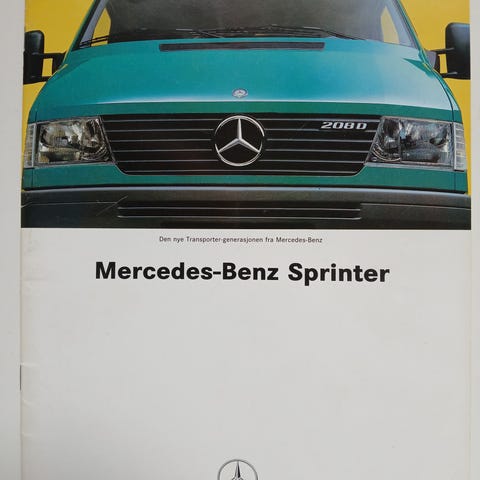 208D
Den nye Transporter-generasjonen fra Mercedes-Benz
Mercedes-Benz Sprinter